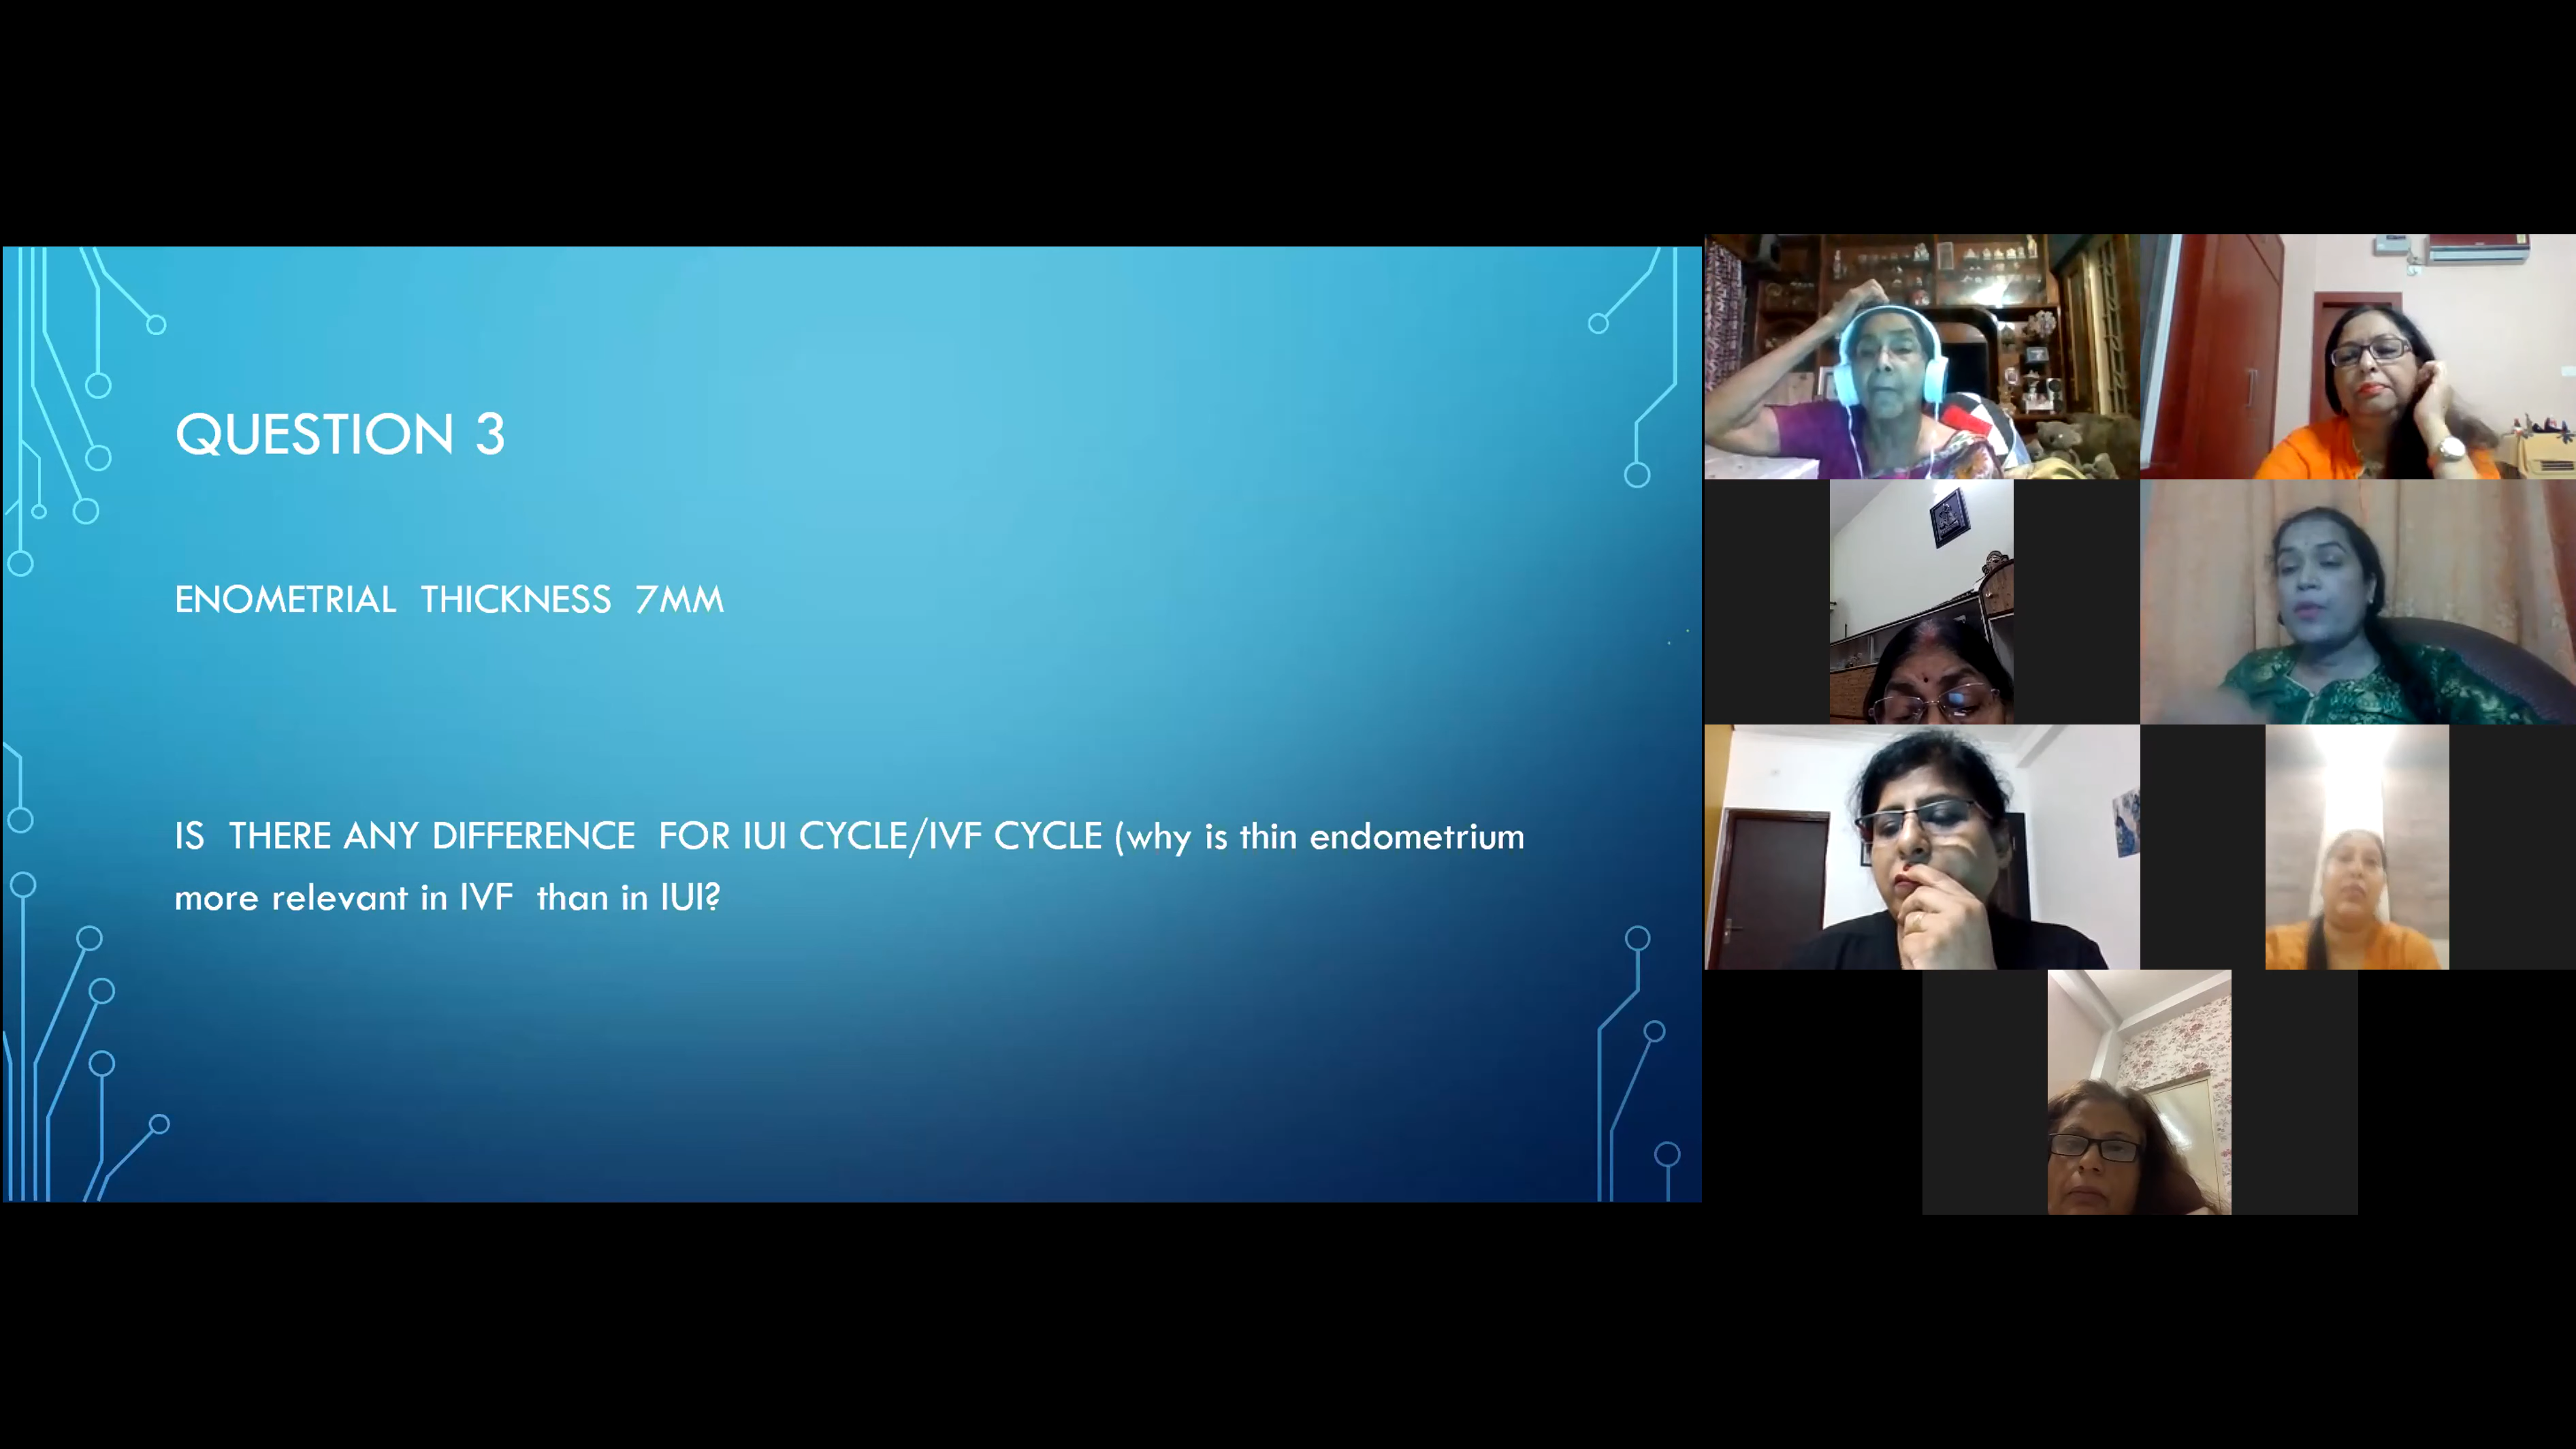 QUESTION 3
ENOMETRIAL THICKNESS 7MM
IS THERE ANY DIFFERENCE FOR IUI CYCLE/IVF CYCLE (why is thin endometrium
more relevant in IVF than in IUI?